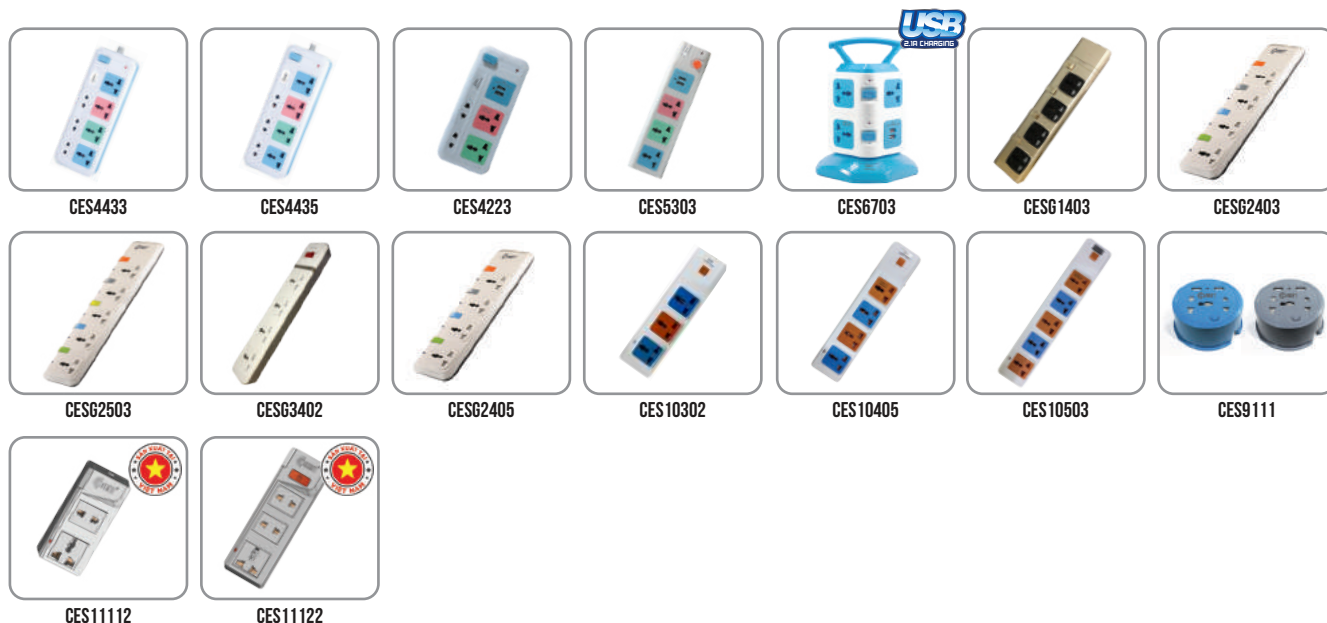 USB
2.1A CHARGING
CES4433
CES4435
CES4223
CES5303
CES6703
CESG1403
CESG2403
CESG2503
CESG3402
CESG2405
CES10302
CES10405
CES10503
CES9111
SẢN XUẤT TẠI
VIỆT NAM
SẢN XUẤT TẠI
VIỆT NAM
CES11112
CES11122